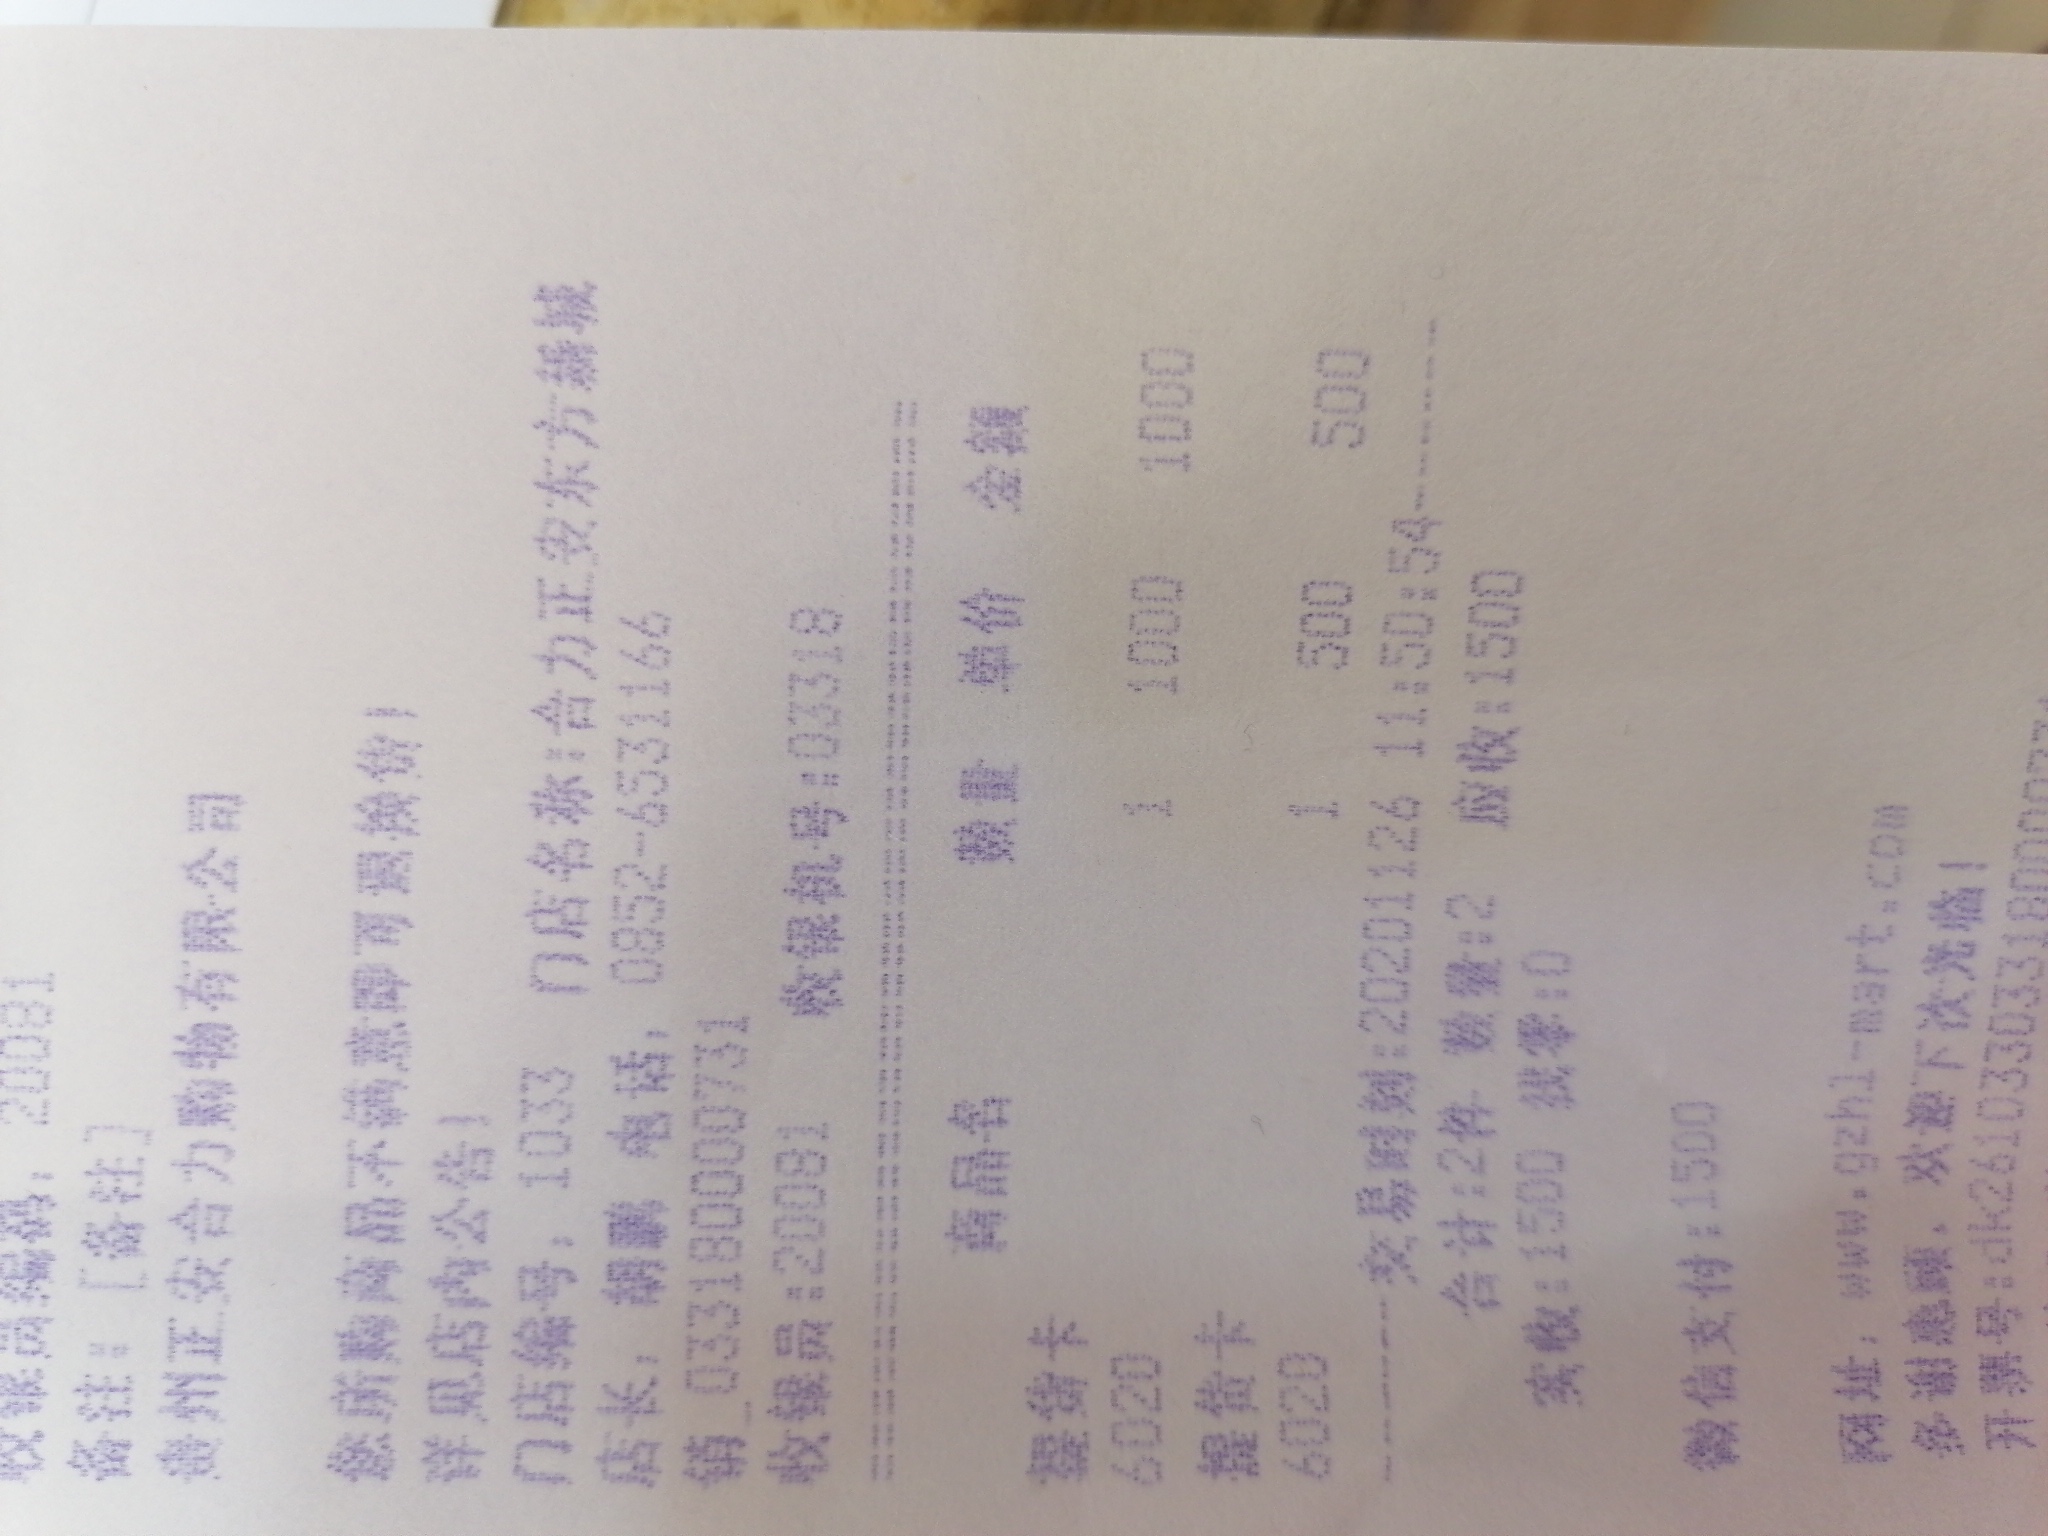 收银员编码: 20081
备注: [备注]
贵州正安合力购物有限公司
您所购商品不满意即可退换货!
详见店内公告!
门店编号: 1033 门店名称:合力正安东方新城
店长: 胡鹏 电话: 0852-6531166
销_0331800000731
收银员:20081 收银机号:03318
商品名 数量 单价 金额
提货卡
6020 1 1000 1000
提货卡
6020 1 500 500
--------交易时刻:20201126 11:50:54--------
合计:2件 数量:2 应收:1500
实收:1500 找零:0
微信支付:1500
网址: www.gzhl-mart.com
多谢惠顾, 欢迎下次光临!